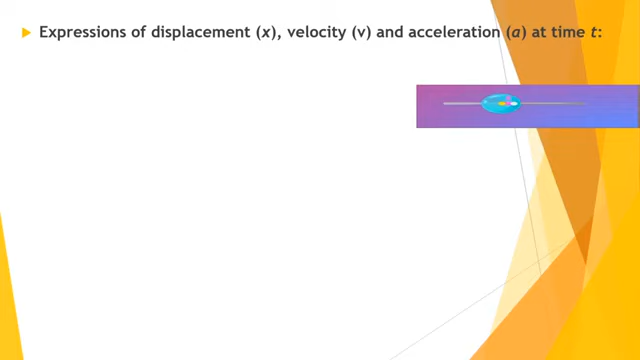 Expressions of displacement (x), velocity (v) and acceleration (a) at time t: